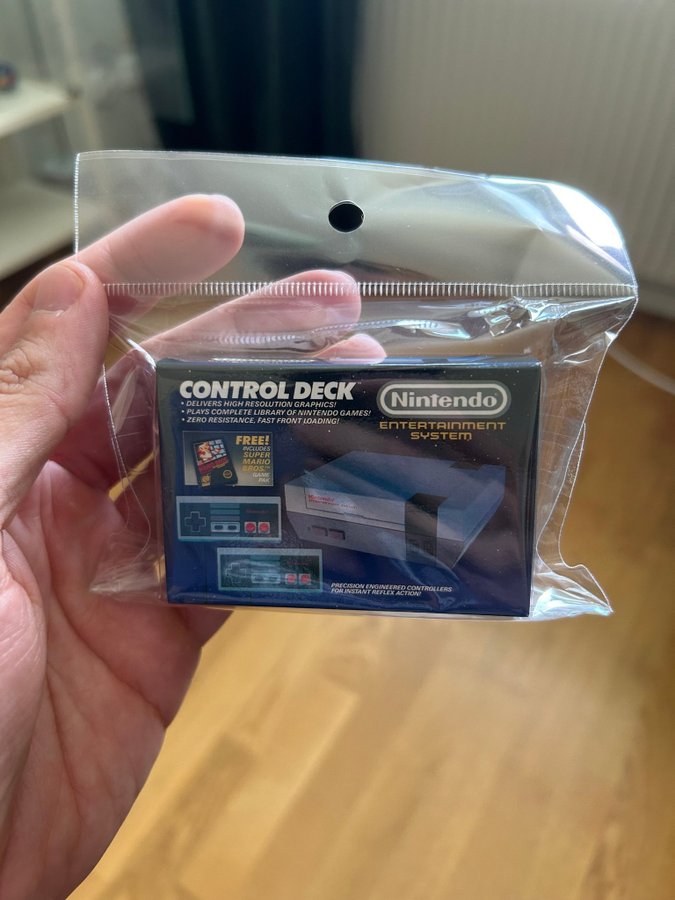 CONTROL DECK
• DELIVERS HIGH RESOLUTION GRAPHICS!
• PLAYS COMPLETE LIBRARY OF NINTENDO GAMES!
• ZERO RESISTANCE, FAST FRONT LOADING!
Nintendo®
ENTERTAINMENT
SYSTEM
FREE!
INCLUDES
SUPER
MARIO
BROS.™
GAME
PAK
PRECISION ENGINEERED CONTROLLERS
FOR INSTANT REFLEX ACTION!